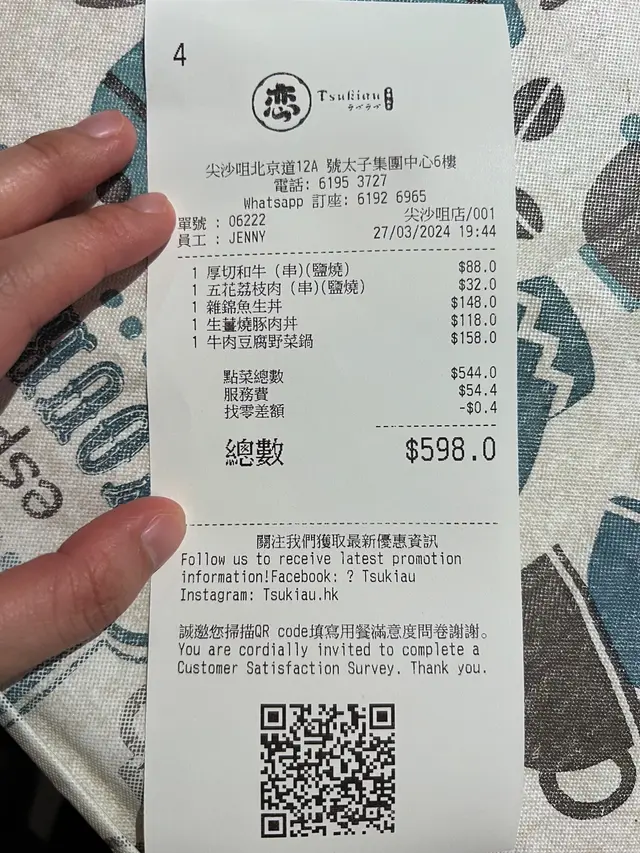 4
恋 Tsukiau
ラヴラヴ
尖沙咀北京道12A 號太子集團中心6樓
電話: 6195 3727
Whatsapp 訂座: 6192 6965
單號 : 06222 尖沙咀店/001
員工 : JENNY 27/03/2024 19:44
1 厚切和牛 (串)(鹽燒) $88.0
1 五花荔枝肉 (串)(鹽燒) $32.0
1 雜錦魚生丼 $148.0
1 生薑燒豚肉丼 $118.0
1 牛肉豆腐野菜鍋 $158.0
點菜總數 $544.0
服務費 $54.4
找零差額 -$0.4
總數 $598.0
關注我們獲取最新優惠資訊
Follow us to receive latest promotion
information!Facebook: ? Tsukiau
Instagram: Tsukiau.hk
誠邀您掃描QR code填寫用餐滿意度問卷謝謝。
You are cordially invited to complete a
Customer Satisfaction Survey. Thank you.